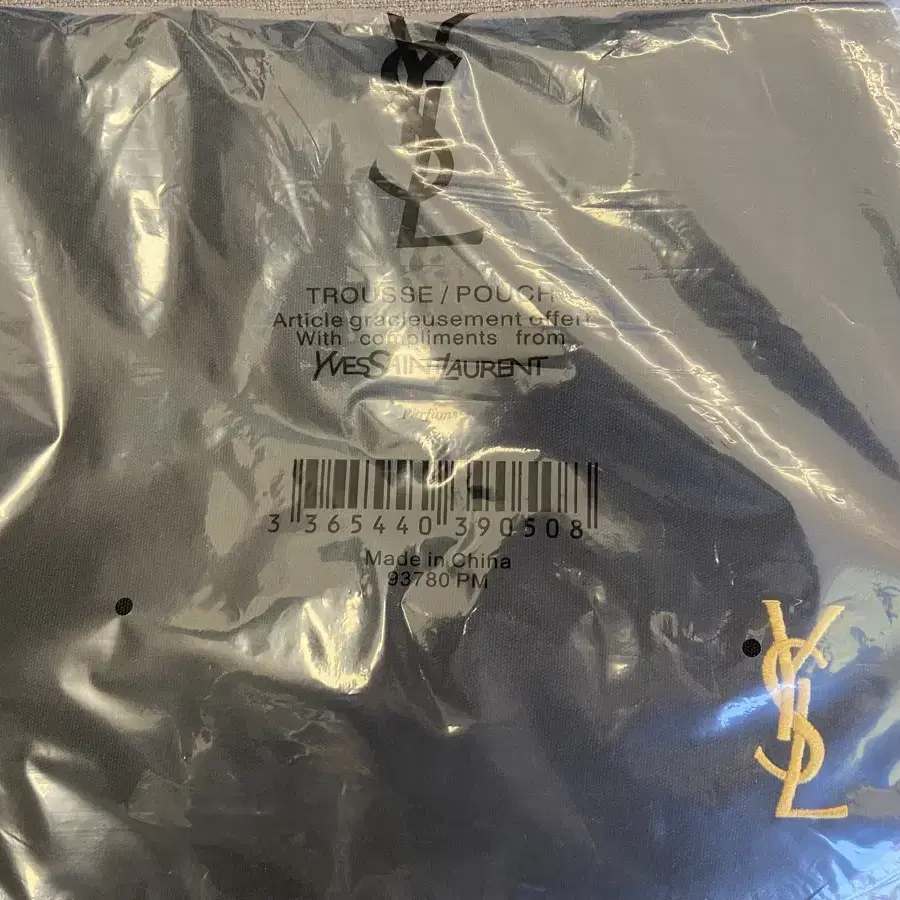 YSL
TROUSSE / POUCH
Article gracieusement offert
With compliments from
YVESSAINTLAURENT
Parfums
3 365440 390508
Made in China
93780 PM
YSL